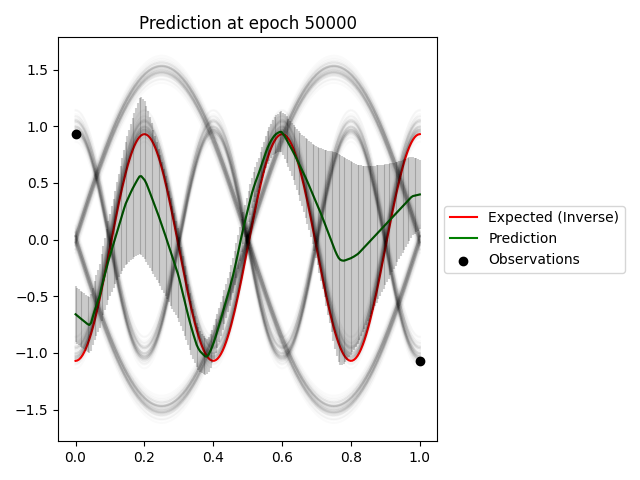 Prediction at epoch 50000
1.5
1.0
0.5
0.0
−0.5
−1.0
−1.5
0.0 0.2 0.4 0.6 0.8 1.0
Expected (Inverse)
Prediction
Observations